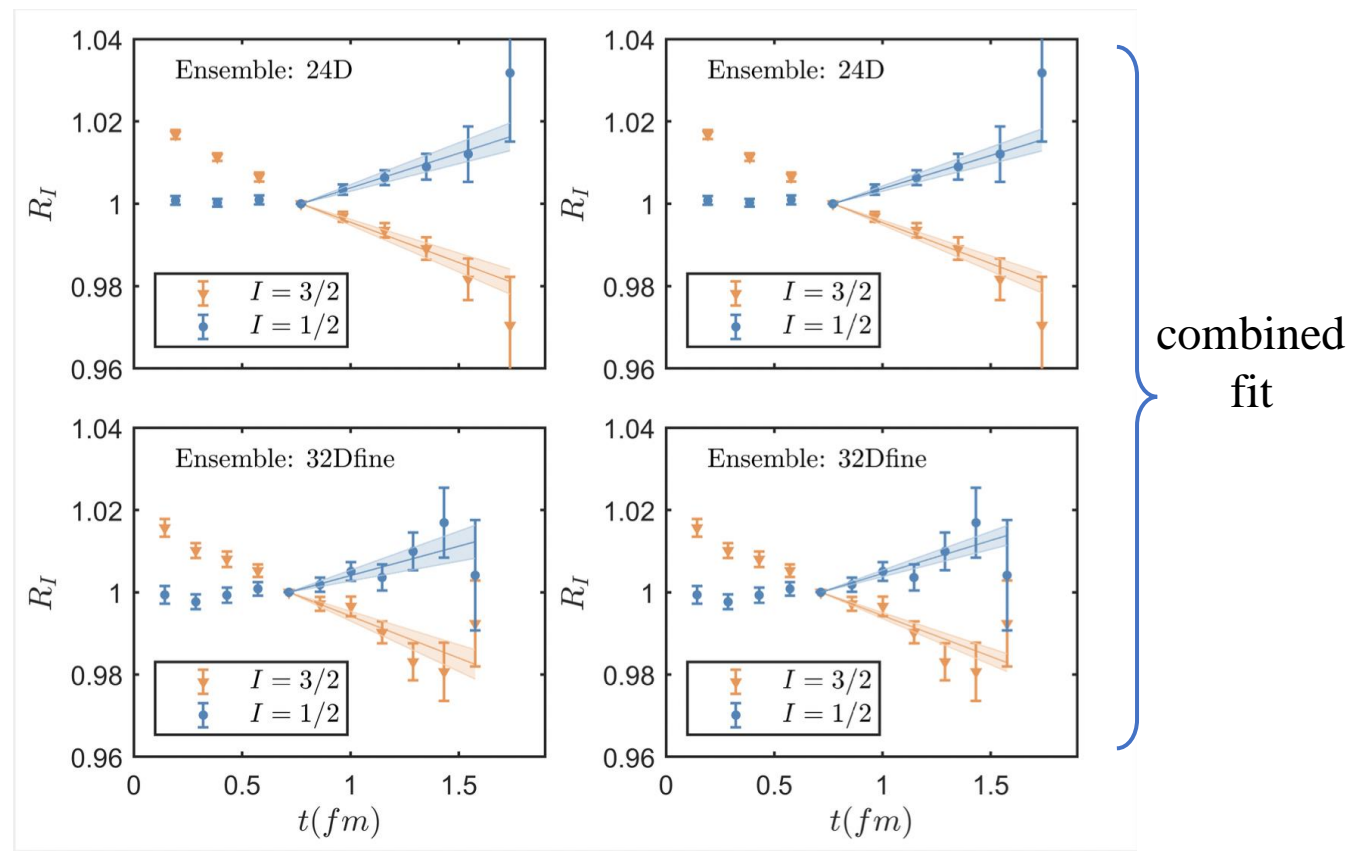 1.04
1.02
1
0.98
0.96
R_I
Ensemble: 24D
I = 3/2
I = 1/2
1.04
1.02
1
0.98
0.96
R_I
Ensemble: 24D
I = 3/2
I = 1/2
1.04
1.02
1
0.98
0.96
R_I
Ensemble: 32Dfine
I = 3/2
I = 1/2
0 0.5 1 1.5
t(fm)
1.04
1.02
1
0.98
0.96
R_I
Ensemble: 32Dfine
I = 3/2
I = 1/2
0 0.5 1 1.5
t(fm)
combined
fit